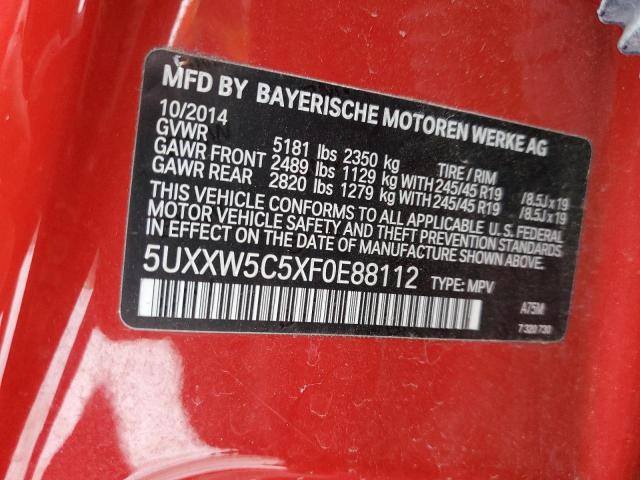 MFD BY BAYERISCHE MOTOREN WERKE AG
10/2014
GVWR 5181 lbs 2350 kg TIRE / RIM
GAWR FRONT 2489 lbs 1129 kg WITH 245/45 R19 /8.5J x 19
GAWR REAR 2820 lbs 1279 kg WITH 245/45 R19 /8.5J x 19
THIS VEHICLE CONFORMS TO ALL APPLICABLE U. S. FEDERAL
MOTOR VEHICLE SAFETY AND THEFT PREVENTION STANDARDS
IN EFFECT ON THE DATE OF MANUFACTURE SHOWN ABOVE.
5UXXW5C5XF0E88112 TYPE: MPV
A75M
7 320 730